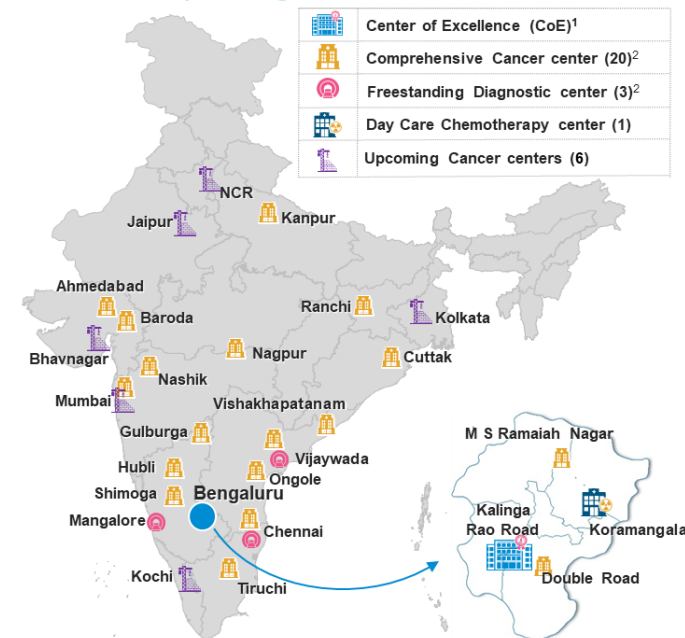 Center of Excellence (CoE)1
Comprehensive Cancer center (20)2
Freestanding Diagnostic center (3)2
Day Care Chemotherapy center (1)
Upcoming Cancer centers (6)
NCR
Jaipur
Kanpur
Ahmedabad
Baroda
Ranchi
Kolkata
Bhavnagar
Nagpur
Cuttak
Nashik
Mumbai
Vishakhapatanam
Gulburga
Vijaywada
Hubli
Ongole
Shimoga
Bengaluru
Mangalore
Chennai
Kochi
Tiruchi
M S Ramaiah Nagar
Kalinga
Rao Road
Koramangala
Double Road